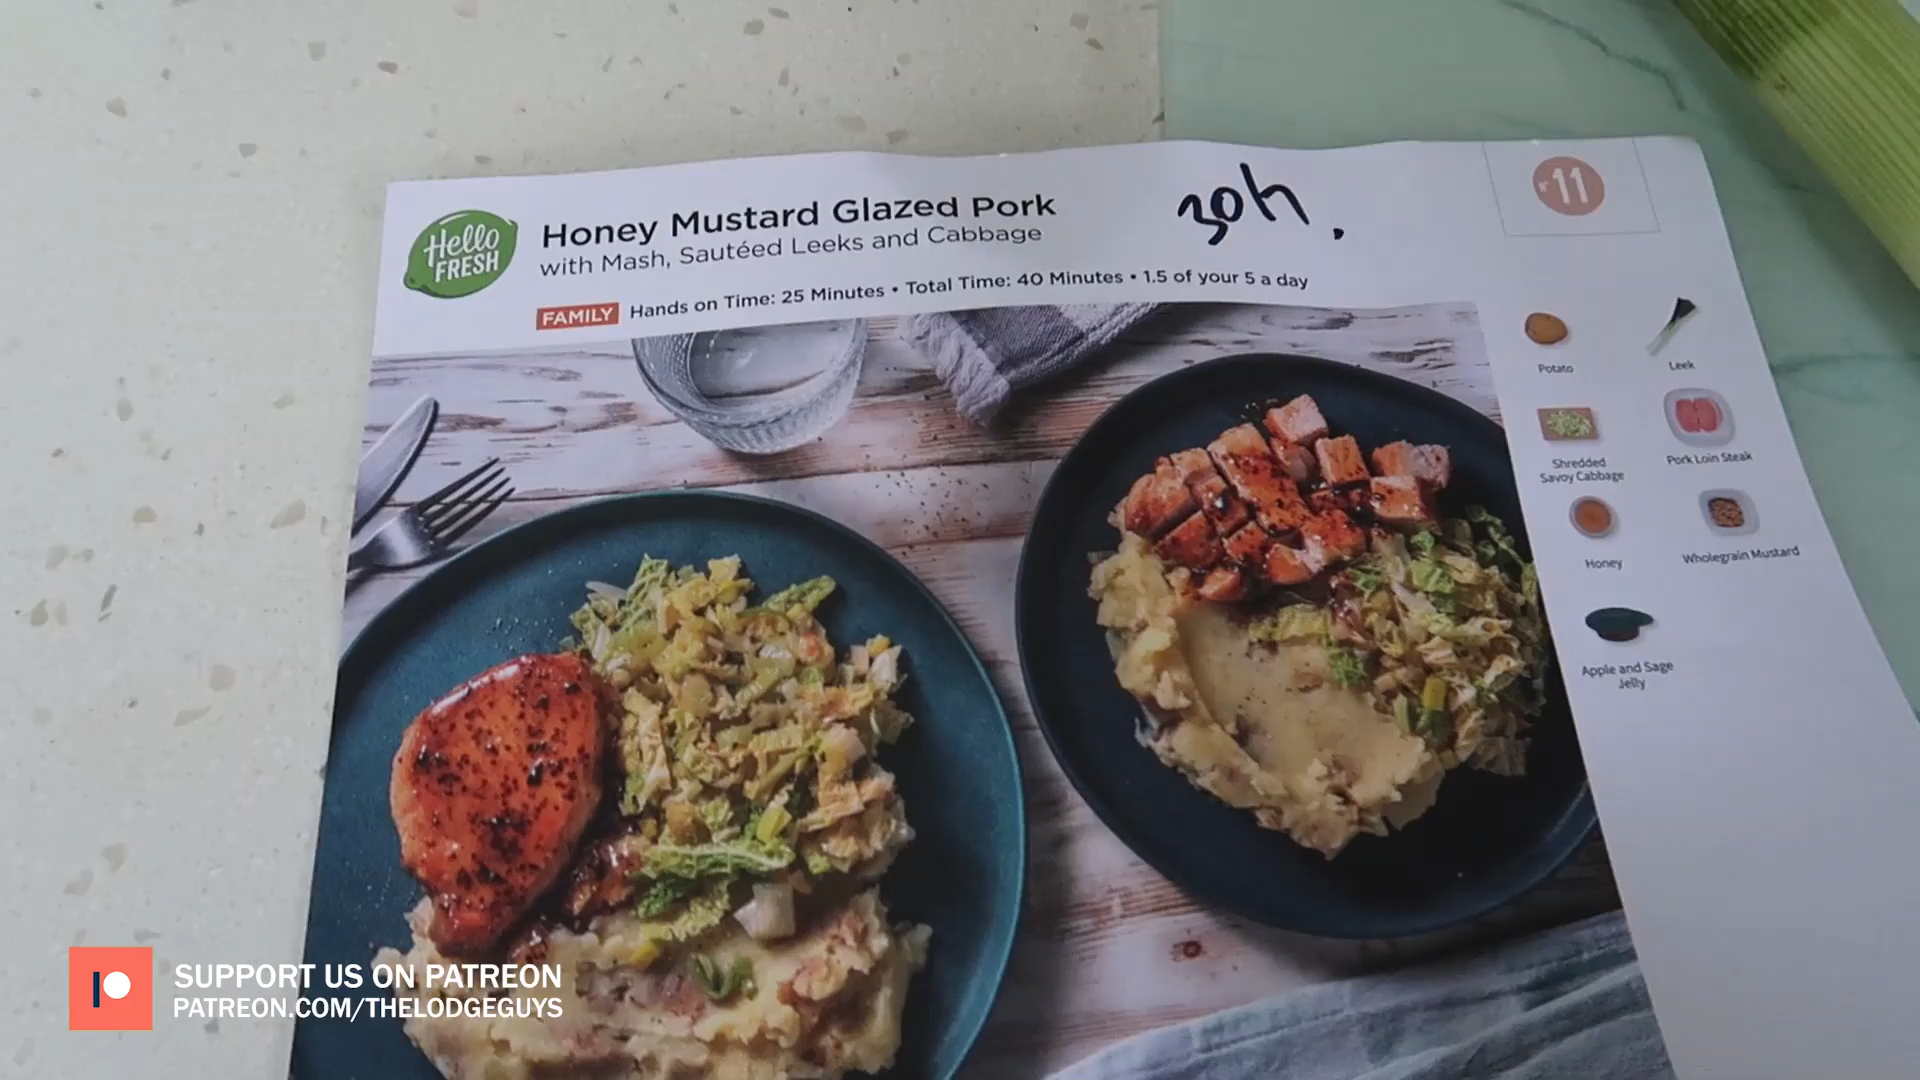 Hello
FRESH
Honey Mustard Glazed Pork
with Mash, Sautéed Leeks and Cabbage
FAMILY Hands on Time: 25 Minutes • Total Time: 40 Minutes • 1.5 of your 5 a day
N° 11
Potato
Leek
Shredded
Savoy Cabbage
Pork Loin Steak
Honey
Wholegrain Mustard
Apple and Sage
Jelly
SUPPORT US ON PATREON
PATREON.COM/THELODGEGUYS